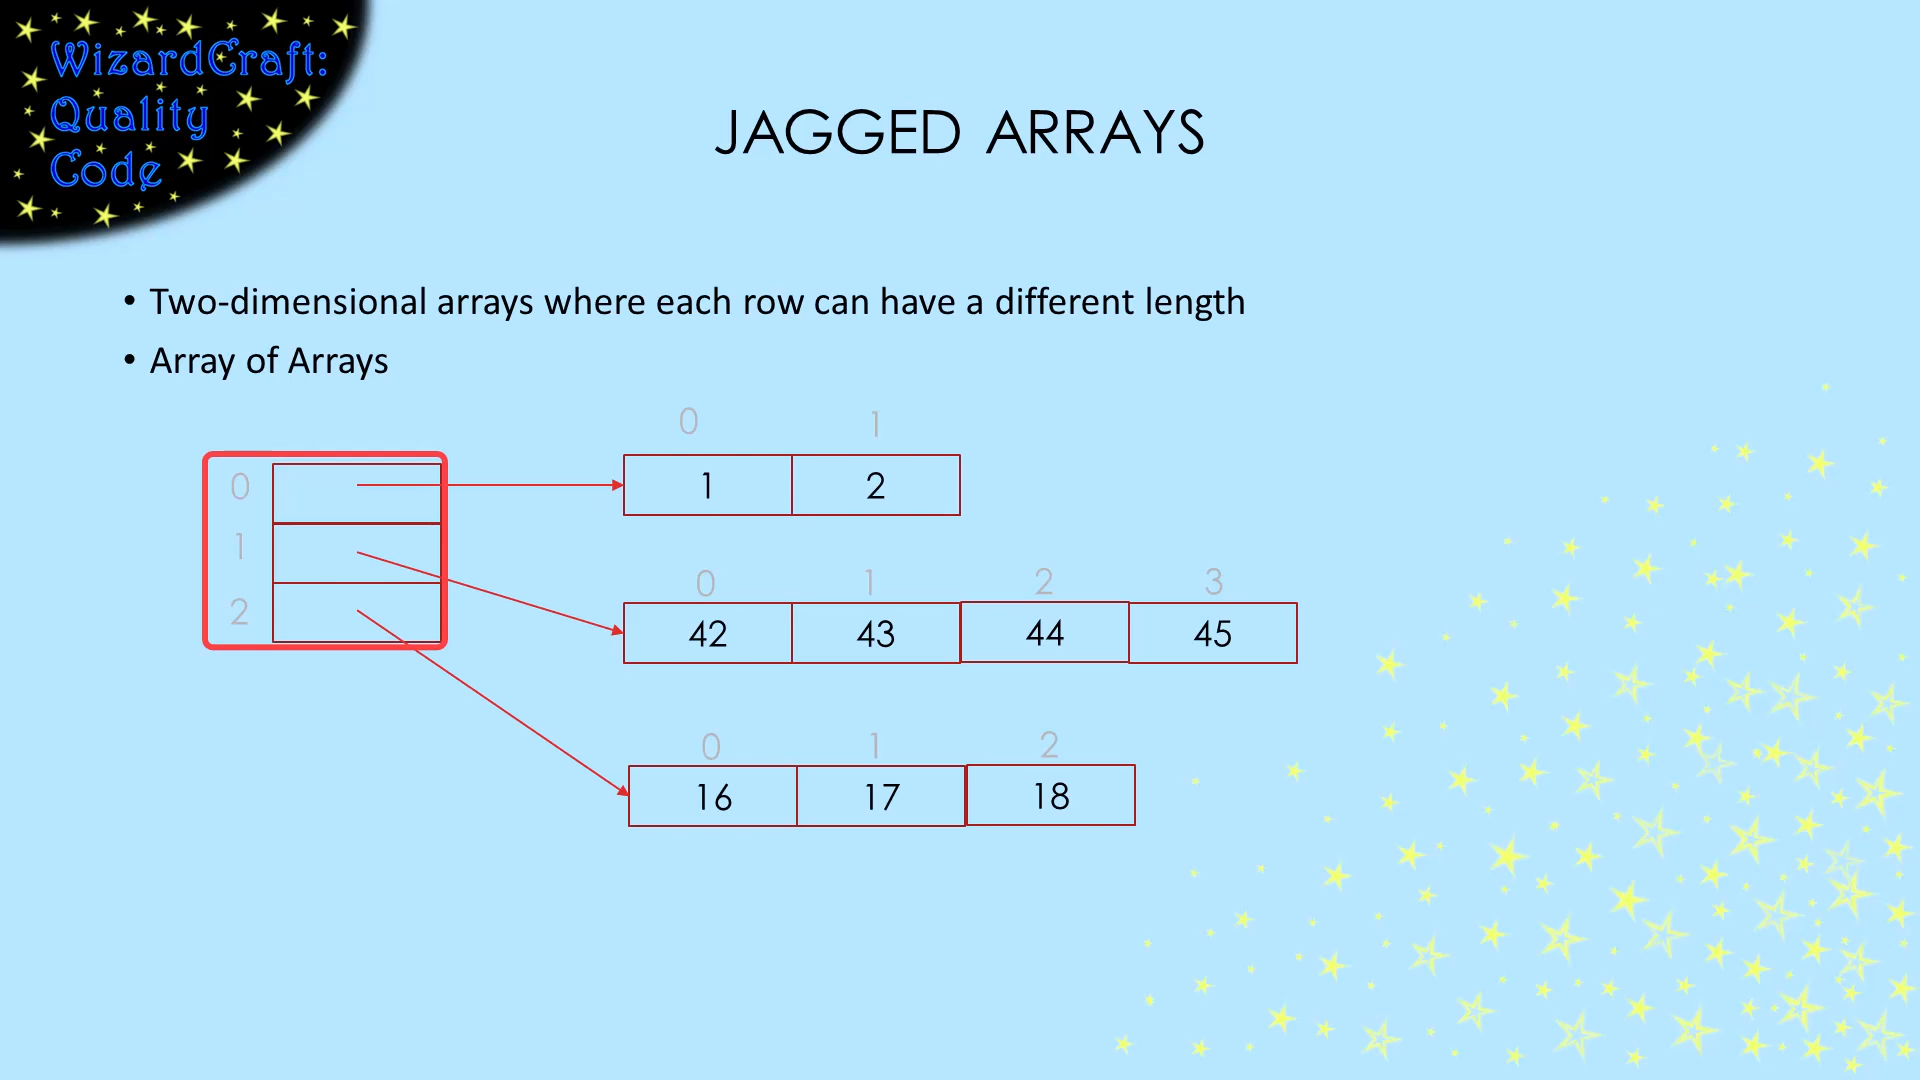 WizardCraft:
Quality
Code
JAGGED ARRAYS
• Two-dimensional arrays where each row can have a different length
• Array of Arrays
0 1
0 1 2
1
2
0 1 2 3
42 43 44 45
0 1 2
16 17 18